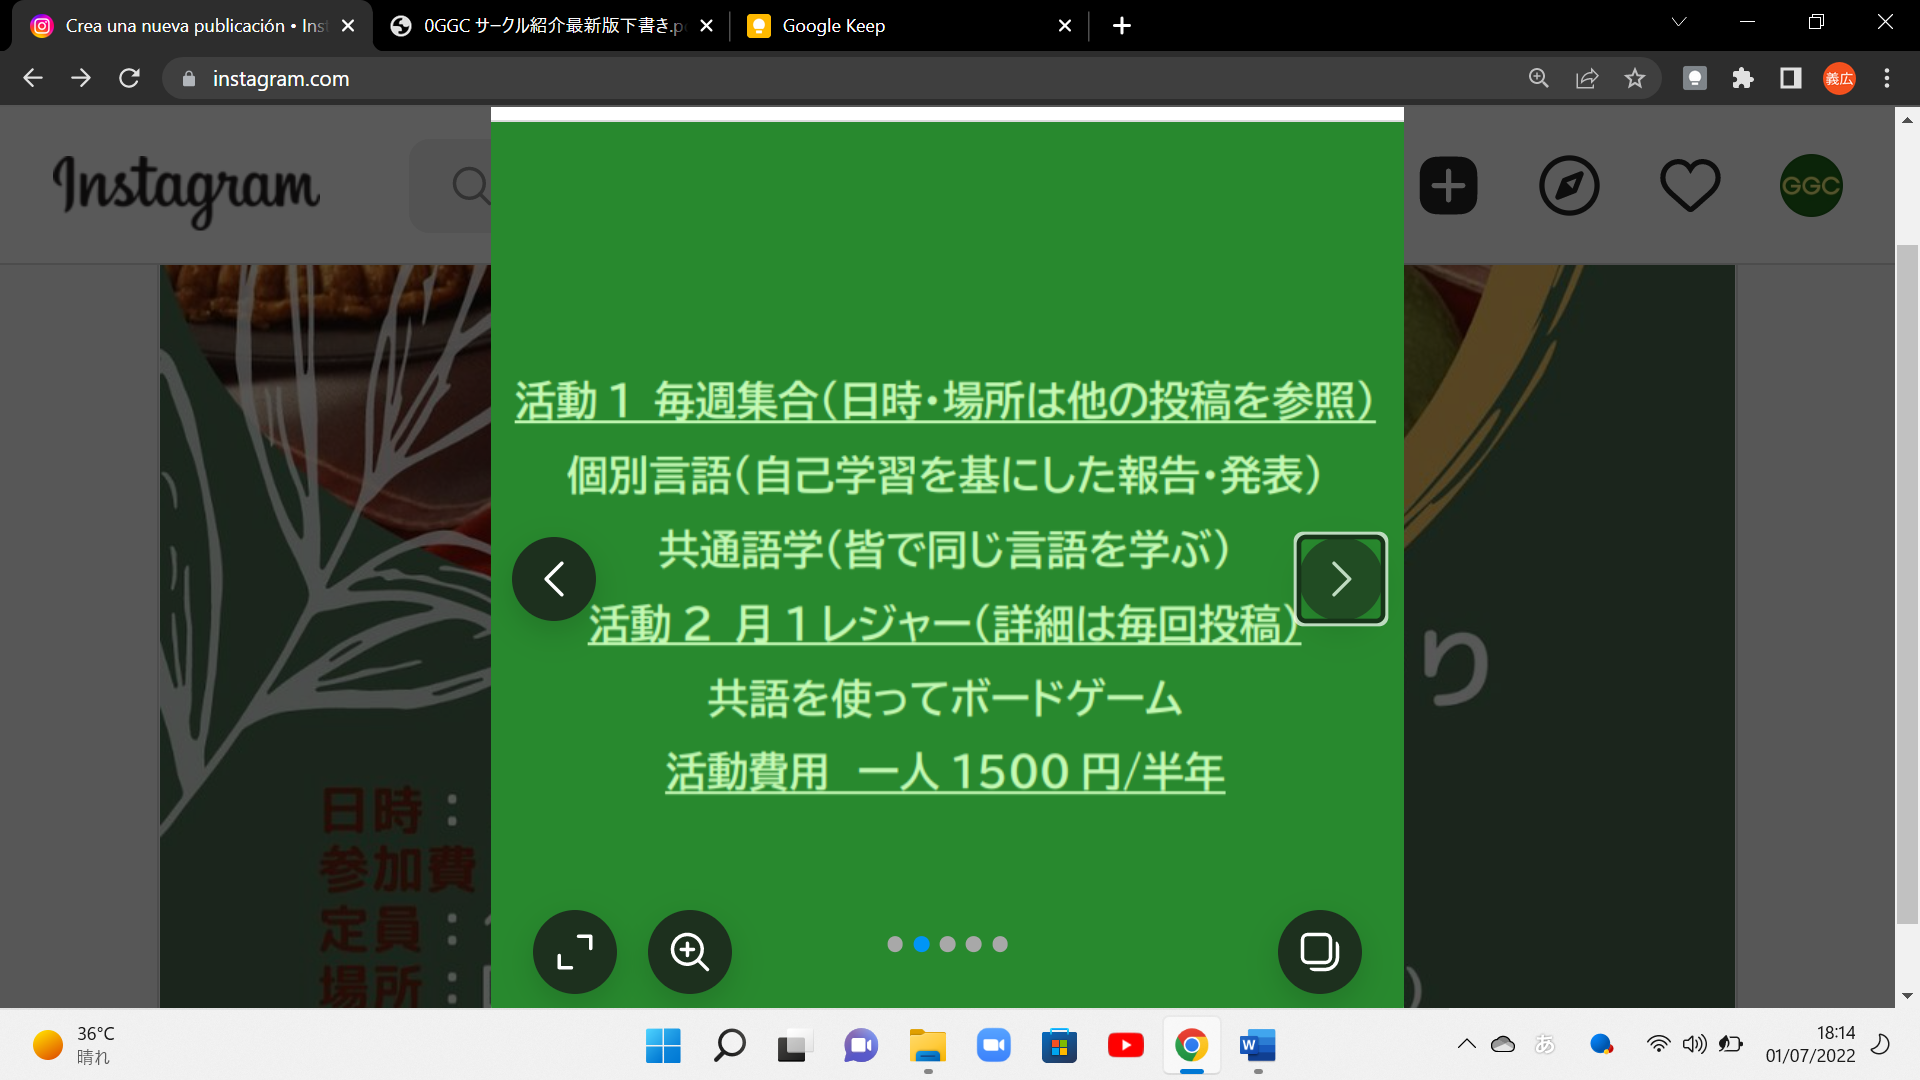 Crea una nueva publicación • Ins
0GGC サークル紹介最新版下書き.p
Google Keep
instagram.com
義広
Instagram
GGC
活動１ 毎週集合（日時・場所は他の投稿を参照）
個別言語（自己学習を基にした報告・発表）
共通語学（皆で同じ言語を学ぶ）
活動２ 月１レジャー（詳細は毎回投稿）
共語を使ってボードゲーム
活動費用　一人1500円/半年
り
日時：
参加費
定員：
場所：
）
36°C
晴れ
W
あ
18:14
01/07/2022